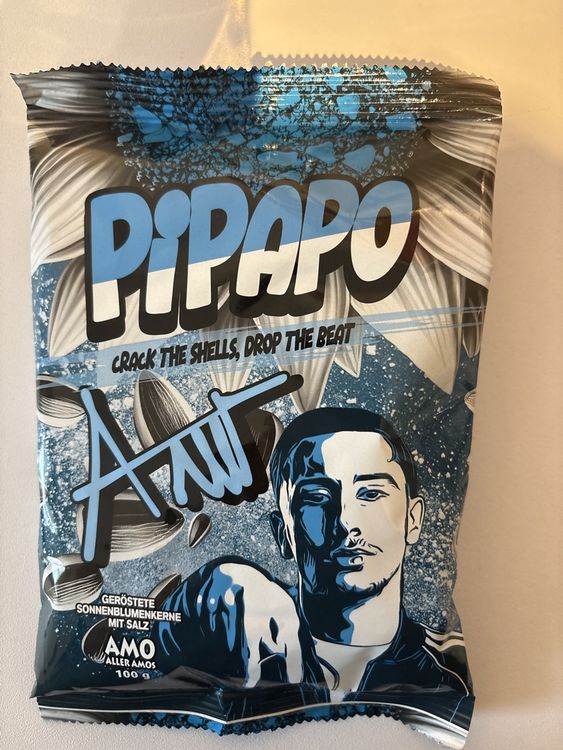 PiPAPO
CRACK THE SHELLS, DROP THE BEAT
GERÖSTETE
SONNENBLUMENKERNE
MIT SALZ
AMO
ALLER AMOS
100 g